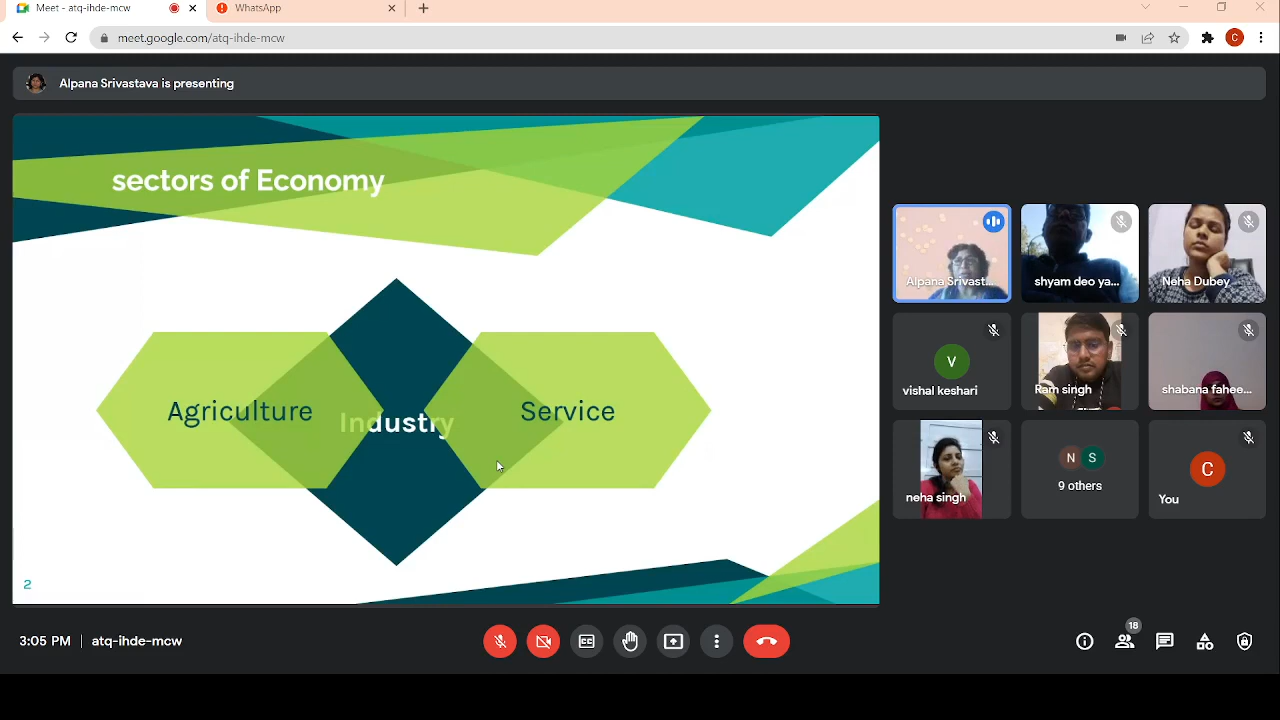 Meet - atq-ihde-mcw
WhatsApp
meet.google.com/atq-ihde-mcw
C
Alpana Srivastava is presenting
sectors of Economy
Agriculture
Industry
Service
2
Alpana Srivast...
shyam deo ya...
Neha Dubey
V
vishal keshari
Ram singh
shabana fahee...
neha singh
N S
9 others
C
You
3:05 PM | atq-ihde-mcw
CC
18